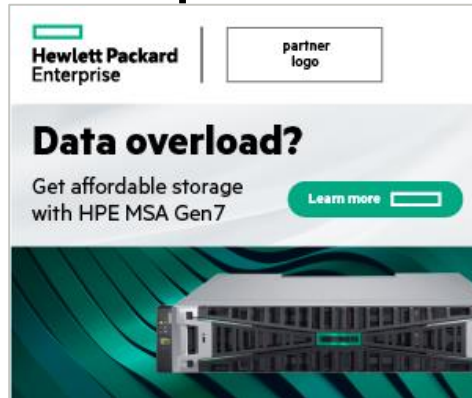 Hewlett Packard
Enterprise
partner
logo
Data overload?
Get affordable storage
with HPE MSA Gen7
Learn more